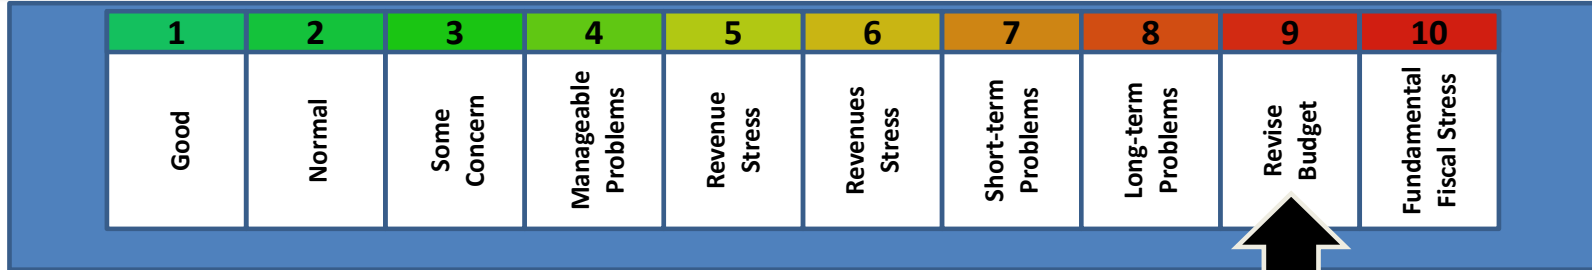 1 2 3 4 5 6 7 8 9 10
Good
Normal
Some
Concern
Manageable
Problems
Revenue
Stress
Revenues
Stress
Short-term
Problems
Long-term
Problems
Revise
Budget
Fundamental
Fiscal Stress